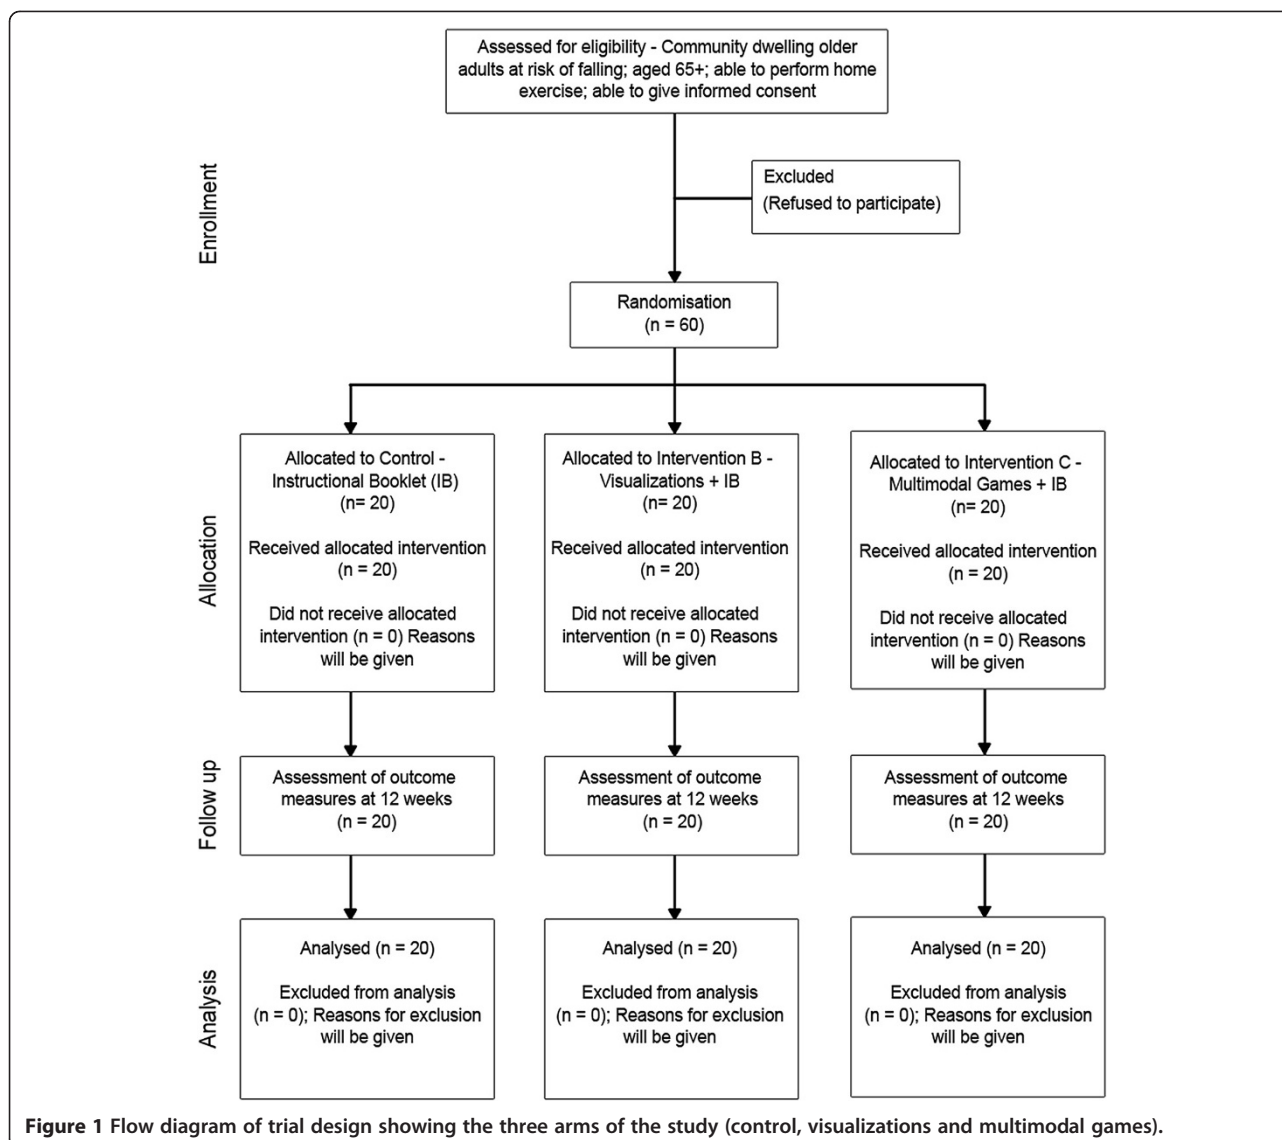 Assessed for eligibility - Community dwelling older
adults at risk of falling; aged 65+; able to perform home
exercise; able to give informed consent
Enrollment
Excluded
(Refused to participate)
Randomisation
(n = 60)
Allocation
Allocated to Control -
Instructional Booklet (IB)
(n= 20)
Received allocated intervention
(n = 20)
Did not receive allocated
intervention (n = 0) Reasons
will be given
Allocated to Intervention B -
Visualizations + IB
(n= 20)
Received allocated intervention
(n = 20)
Did not receive allocated
intervention (n = 0) Reasons
will be given
Allocated to Intervention C -
Multimodal Games + IB
(n= 20)
Received allocated intervention
(n = 20)
Did not receive allocated
intervention (n = 0) Reasons
will be given
Follow up
Assessment of outcome
measures at 12 weeks
(n = 20)
Assessment of outcome
measures at 12 weeks
(n = 20)
Assessment of outcome
measures at 12 weeks
(n = 20)
Analysis
Analysed (n = 20)
Excluded from analysis
(n = 0); Reasons for exclusion
will be given
Analysed (n = 20)
Excluded from analysis
(n = 0); Reasons for exclusion
will be given
Analysed (n = 20)
Excluded from analysis
(n = 0); Reasons for exclusion
will be given
Figure 1 Flow diagram of trial design showing the three arms of the study (control, visualizations and multimodal games).